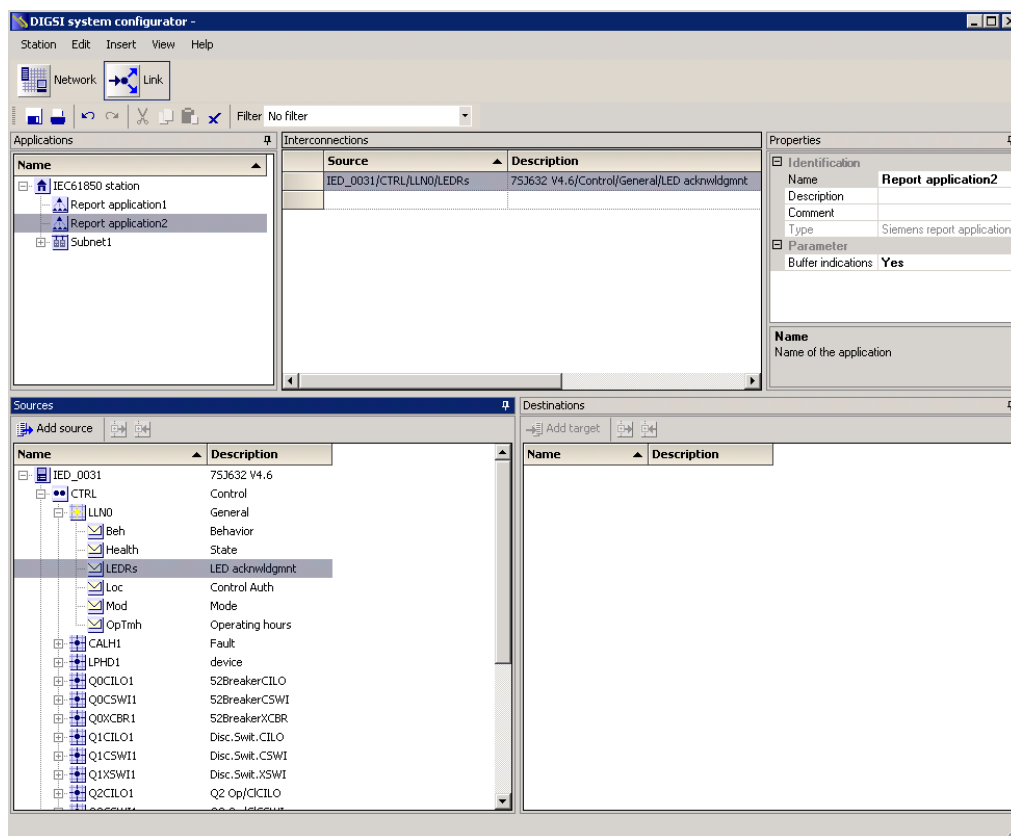 DIGSI system configurator -
Station Edit Insert View Help
Network Link
Filter No filter
Applications
Name
IEC61850 station
Report application1
Report application2
Subnet1
Interconnections
Source Description
IED_0031/CTRL/LLN0/LEDRs 7SJ632 V4.6/Control/General/LED acknwldgmnt
Properties
Identification
Name Report application2
Description
Comment
Type Siemens report application
Parameter
Buffer indications Yes
Name
Name of the application
Sources
Add source
Name Description
IED_0031 7SJ632 V4.6
CTRL Control
LLN0 General
Beh Behavior
Health State
LEDRs LED acknwldgmnt
Loc Control Auth
Mod Mode
OpTmh Operating hours
CALH1 Fault
LPHD1 device
Q0CILO1 52BreakerCILO
Q0CSWI1 52BreakerCSWI
Q0XCBR1 52BreakerXCBR
Q1CILO1 Disc.Swit.CILO
Q1CSWI1 Disc.Swit.CSWI
Q1XSWI1 Disc.Swit.XSWI
Q2CILO1 Q2 Op/ClCILO
Destinations
Add target
Name Description